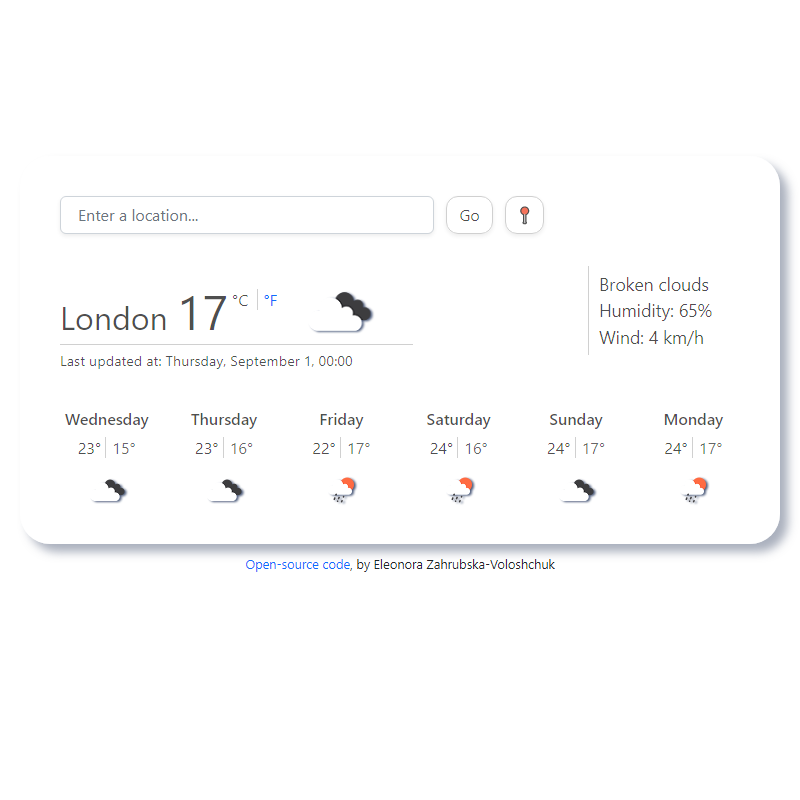 Enter a location...
Go
London 17 °C °F
Broken clouds
Humidity: 65%
Wind: 4 km/h
Last updated at: Thursday, September 1, 00:00
Wednesday Thursday Friday Saturday Sunday Monday
23° 15° 23° 16° 22° 17° 24° 16° 24° 17° 24° 17°
Open-source code, by Eleonora Zahrubska-Voloshchuk